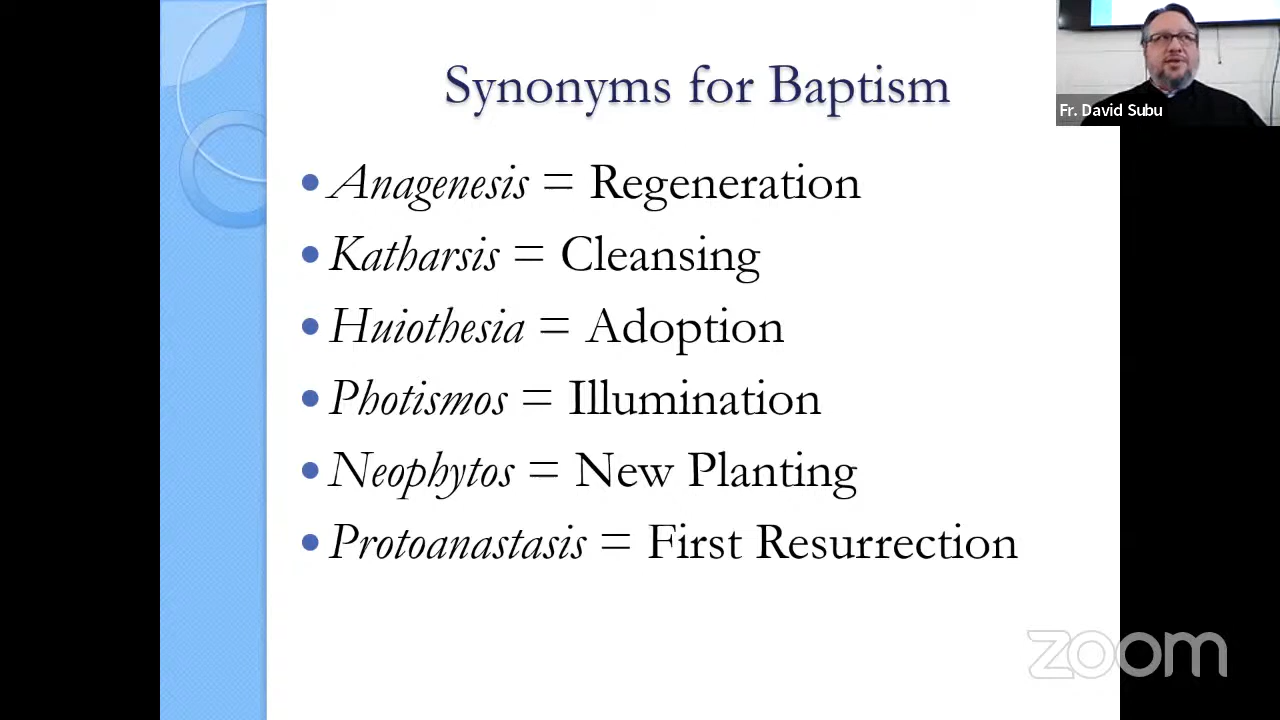 Synonyms for Baptism
Fr. David Subu
• Anagenesis = Regeneration
• Katharsis = Cleansing
• Huiothesia = Adoption
• Photismos = Illumination
• Neophytos = New Planting
• Protoanastasis = First Resurrection
zoom